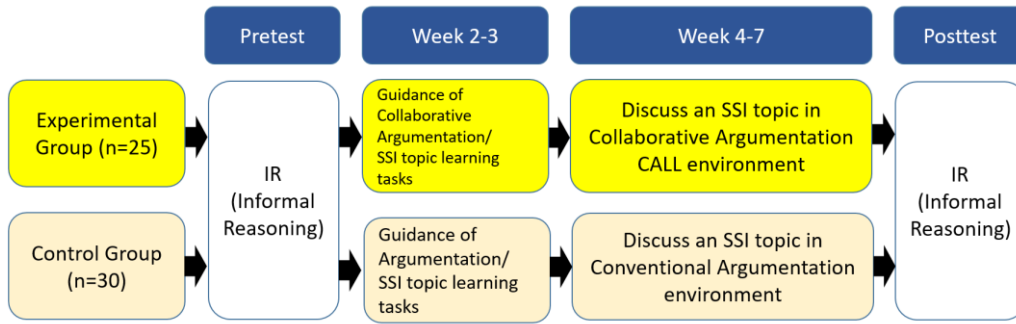 Pretest
Week 2-3
Week 4-7
Posttest
Experimental
Group (n=25)
IR
(Informal
Reasoning)
Guidance of
Collaborative
Argumentation/
SSI topic learning
tasks
Discuss an SSI topic in
Collaborative Argumentation
CALL environment
IR
(Informal
Reasoning)
Control Group
(n=30)
Guidance of
Argumentation/
SSI topic learning
tasks
Discuss an SSI topic in
Conventional Argumentation
environment